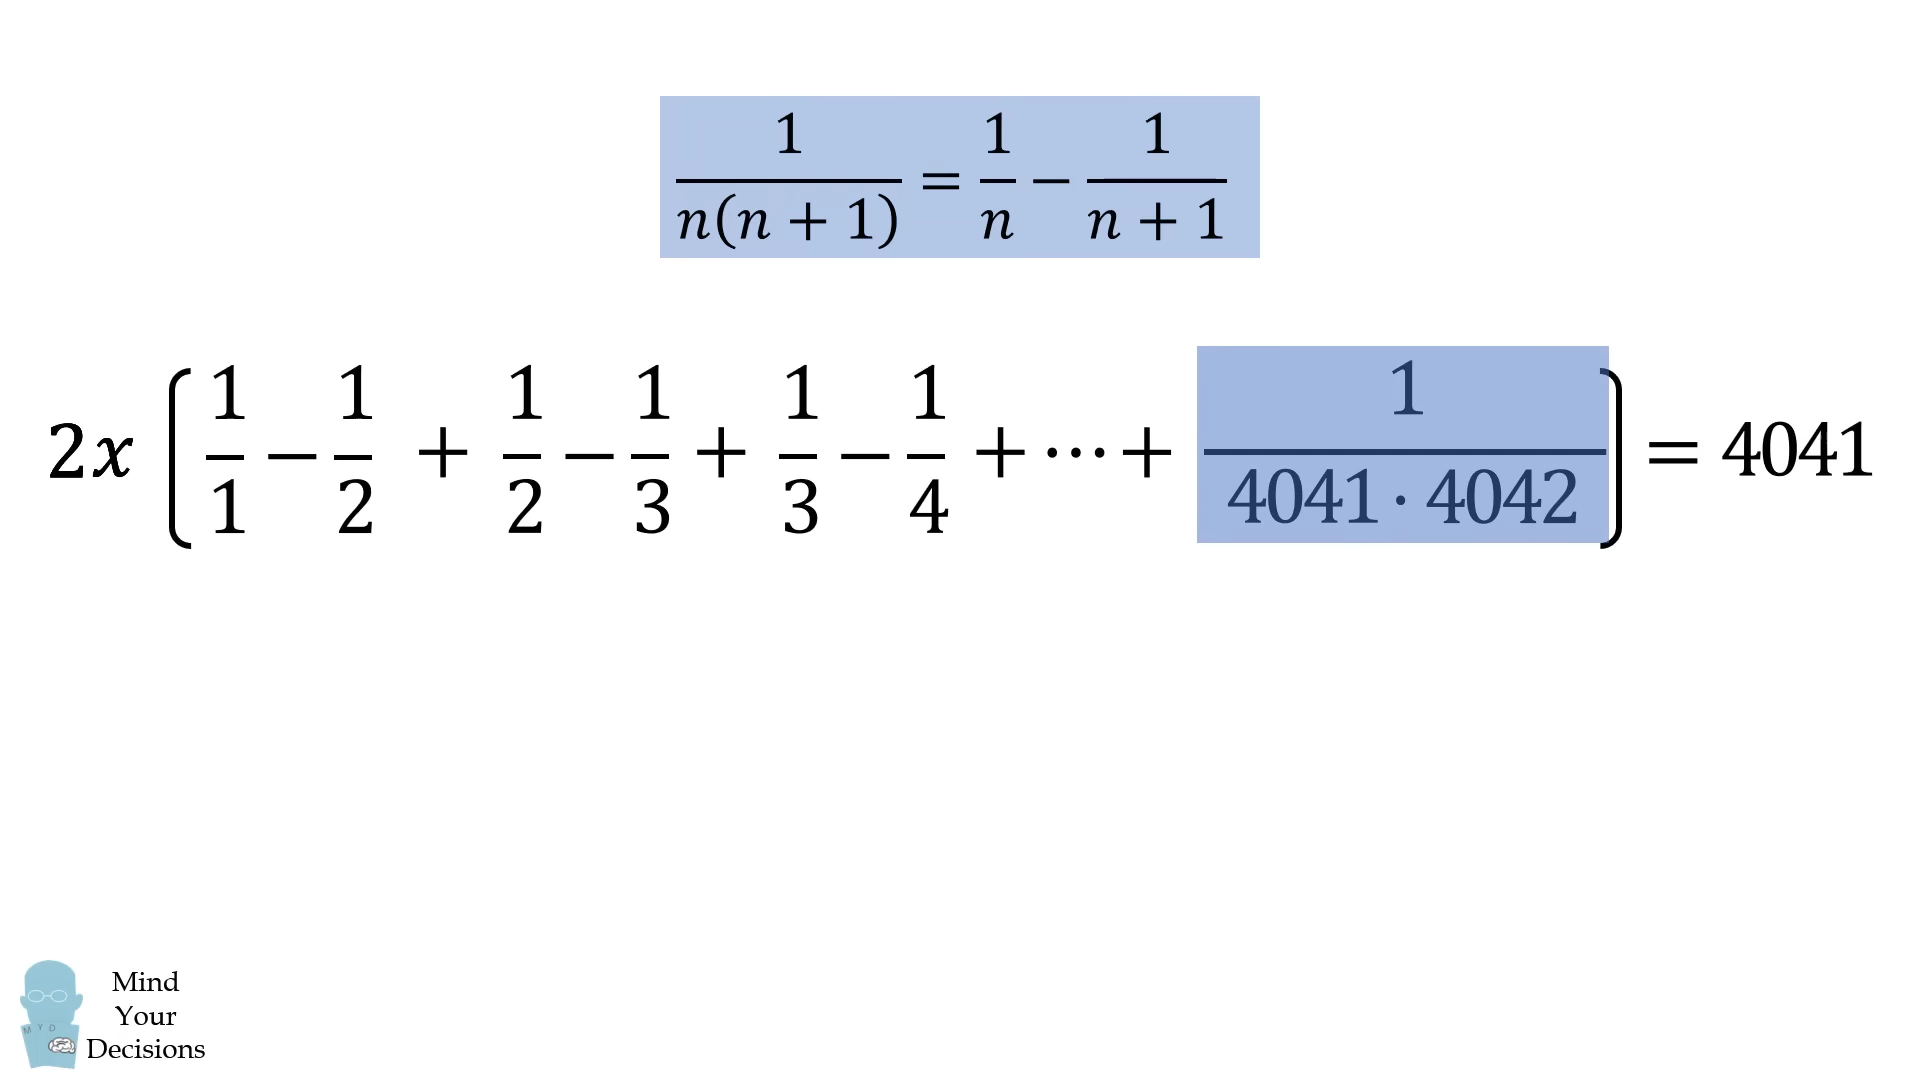 1/(n(n + 1)) = 1/n − 1/(n + 1)
2x (1/1 − 1/2 + 1/2 − 1/3 + 1/3 − 1/4 + ⋯ + 1/(4041 · 4042)) = 4041
M Y D
Mind
Your
Decisions